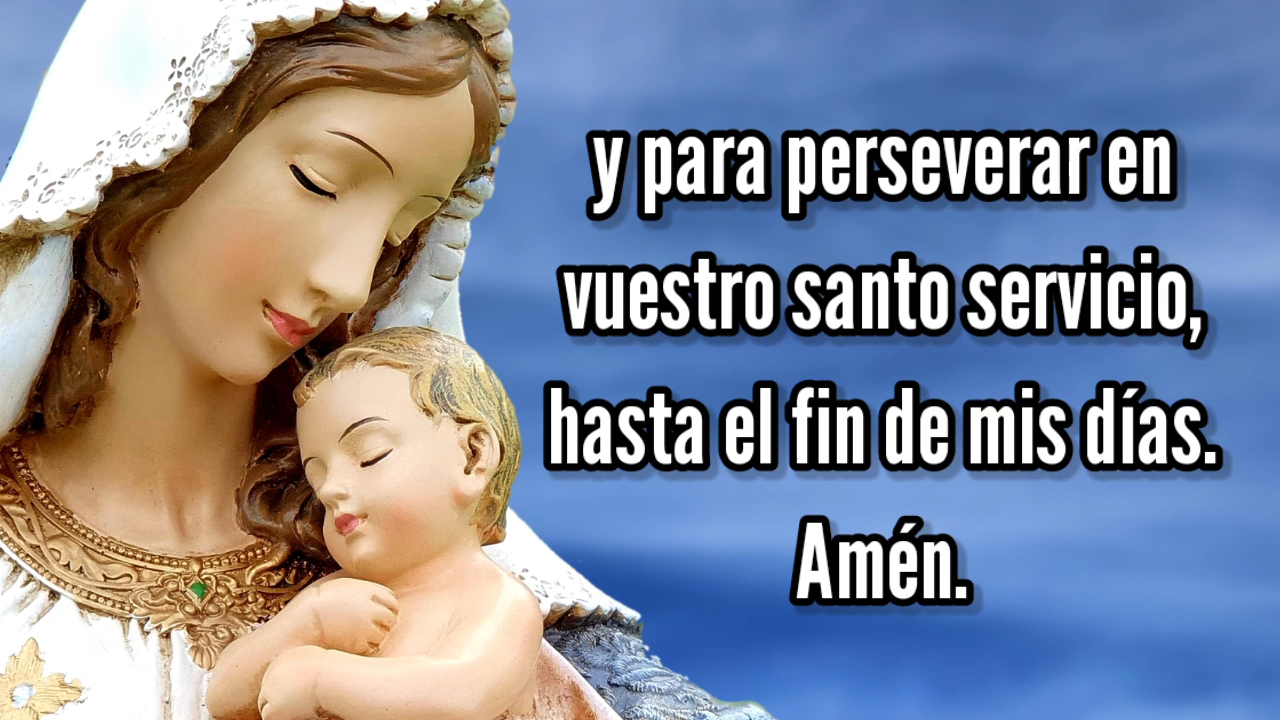 y para perseverar en
vuestro santo servicio,
hasta el fin de mis días.
Amén.